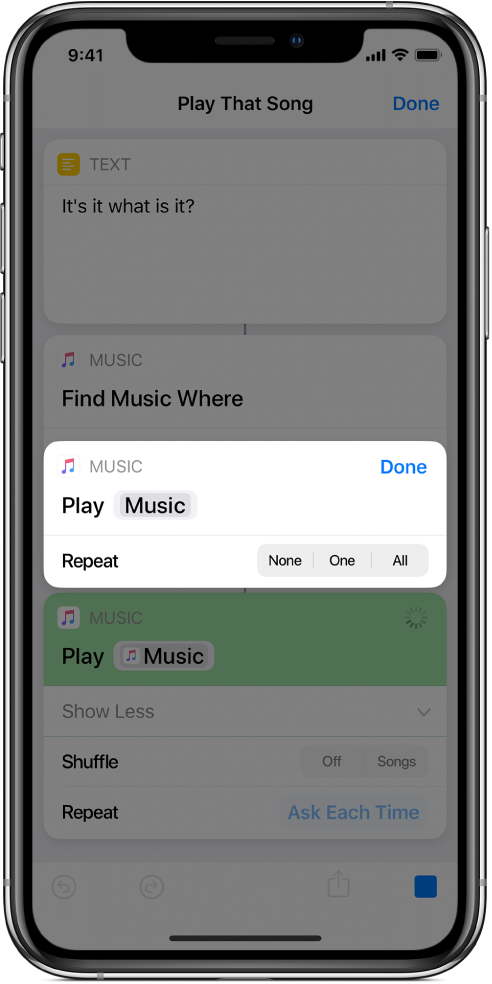 9:41
Play That Song
Done
TEXT
It's it what is it?
MUSIC
Find Music Where
MUSIC
Done
Play Music
Repeat None One All
MUSIC
Play Music
Show Less
Shuffle Off Songs
Repeat Ask Each Time